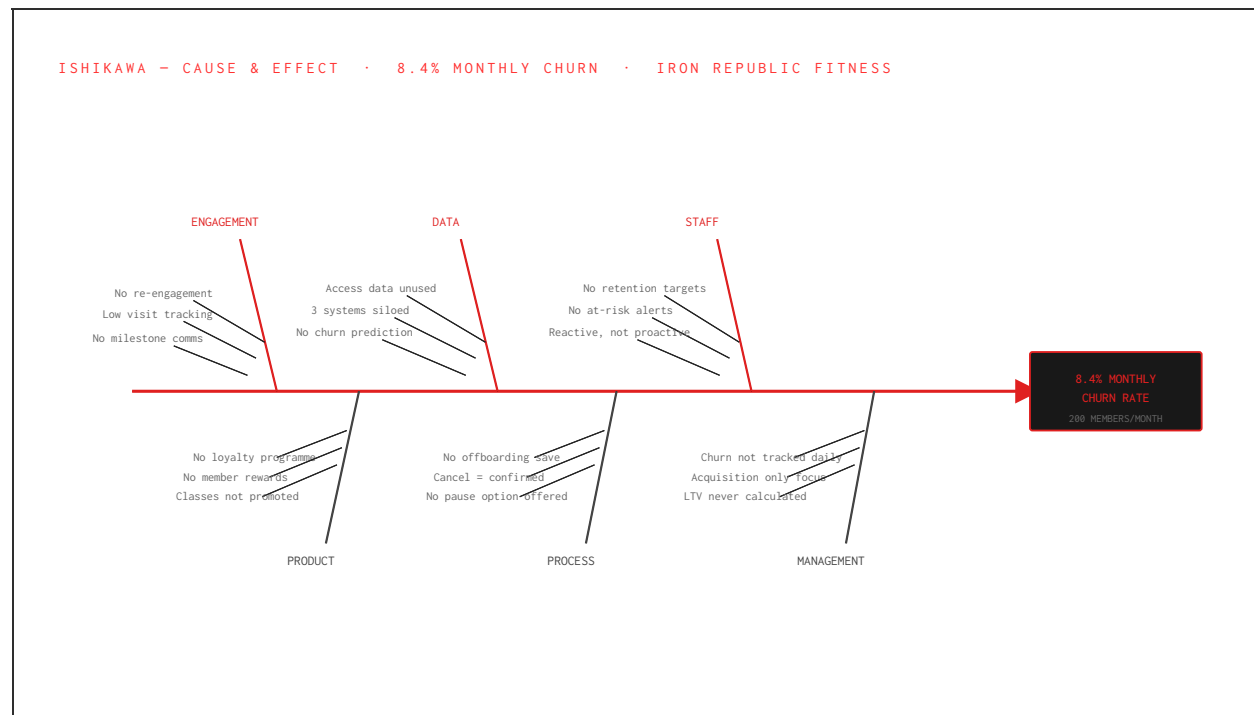 ISHIKAWA — CAUSE & EFFECT · 8.4% MONTHLY CHURN · IRON REPUBLIC FITNESS
ENGAGEMENT
No re-engagement
Low visit tracking
No milestone comms
DATA
Access data unused
3 systems siloed
No churn prediction
STAFF
No retention targets
No at-risk alerts
Reactive, not proactive
8.4% MONTHLY
CHURN RATE
200 MEMBERS/MONTH
No loyalty programme
No member rewards
Classes not promoted
PRODUCT
No offboarding save
Cancel = confirmed
No pause option offered
PROCESS
Churn not tracked daily
Acquisition only focus
LTV never calculated
MANAGEMENT